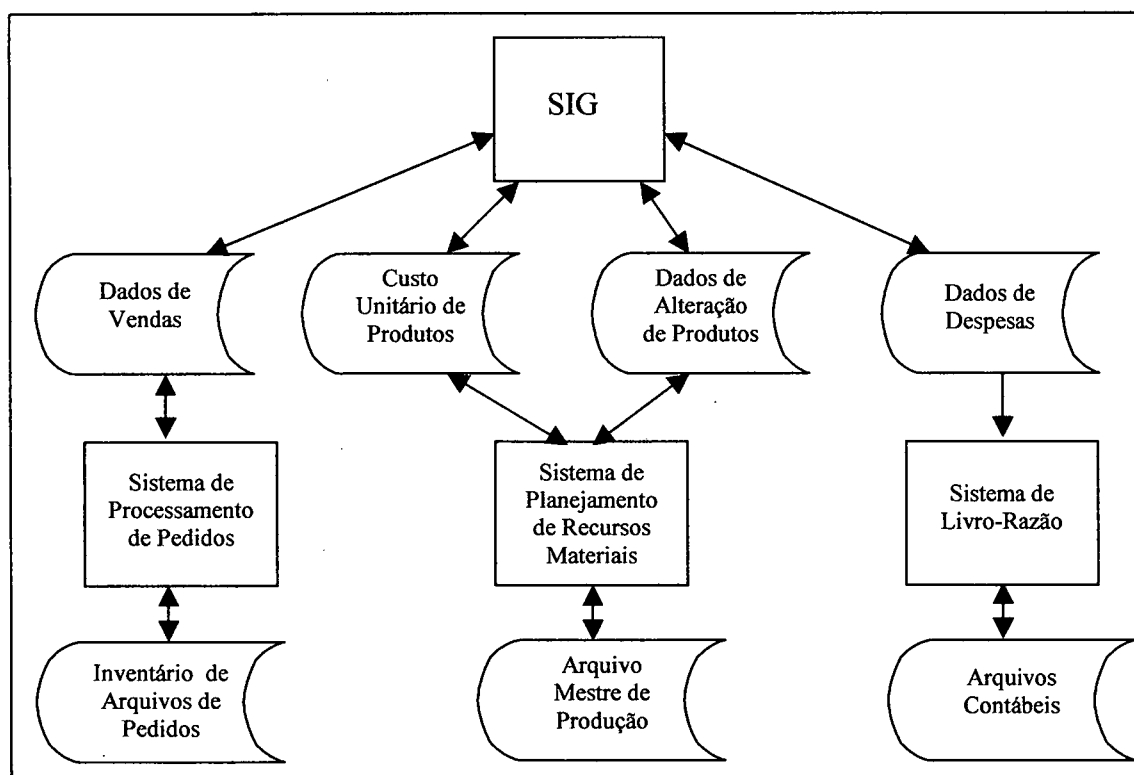 SIG
Dados de
Vendas
Custo
Unitário de
Produtos
Dados de
Alteração
de Produtos
Dados de
Despesas
Sistema de
Processamento
de Pedidos
Sistema de
Planejamento
de Recursos
Materiais
Sistema de
Livro-Razão
Inventário de
Arquivos de
Pedidos
Arquivo
Mestre de
Produção
Arquivos
Contábeis